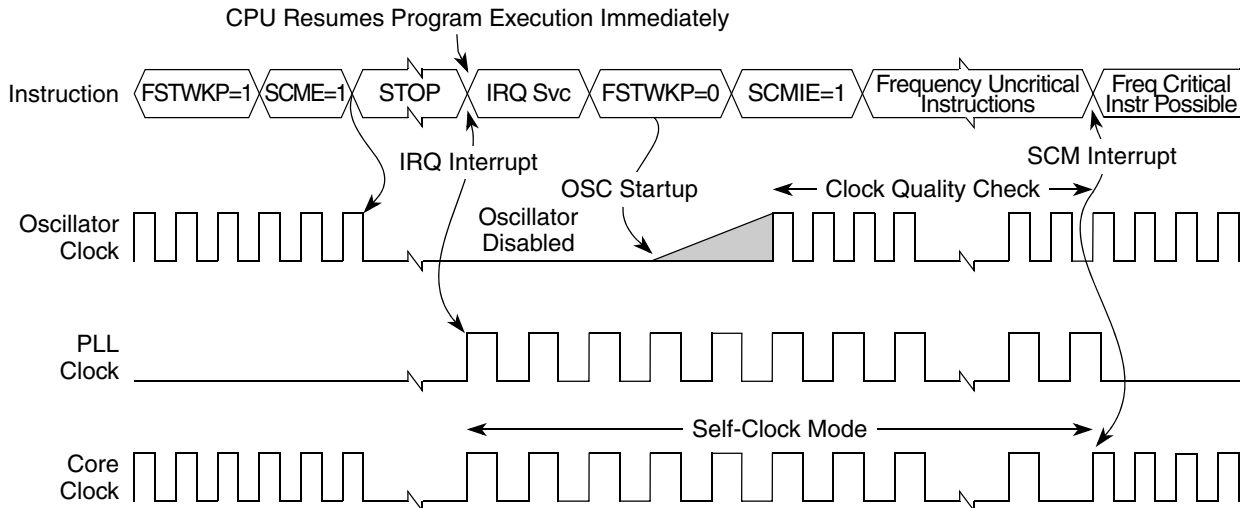 CPU Resumes Program Execution Immediately
Instruction
FSTWKP=1
SCME=1
STOP
IRQ Svc
FSTWKP=0
SCMIE=1
Frequency Uncritical
Instructions
Freq Critical
Instr Possible
IRQ Interrupt
SCM Interrupt
OSC Startup
Clock Quality Check
Oscillator
Clock
Oscillator
Disabled
PLL
Clock
Self-Clock Mode
Core
Clock